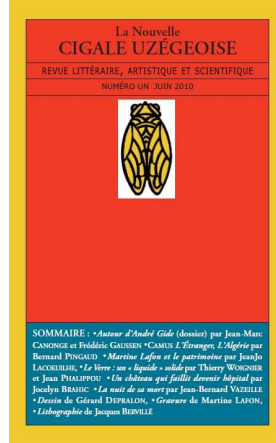 La Nouvelle
CIGALE UZÉGEOISE
REVUE LITTÉRAIRE, ARTISTIQUE ET SCIENTIFIQUE
NUMÉRO UN JUIN 2010
SOMMAIRE : •Autour d'André Gide (dossier) par Jean-Marc
CANONGE et Frédéric GAUSSEN •CAMUS L'Étranger, L'Algérie par
Bernard PINGAUD •Martine Lafon et le patrimoine par JeanJo
LACOEUILHE, •Le Verre : un « liquide » solide par Thierry WOIGNIER
et Jean PHALIPPOU •Un château qui faillit devenir hôpital par
Jocelyn BRAHIC •La nuit de sa mort par Jean-Bernard VAZEILLE
•Dessin de Gérard DEPRALON, •Gravure de Martine LAFON,
•Lithographie de Jacques BERVILLÉ